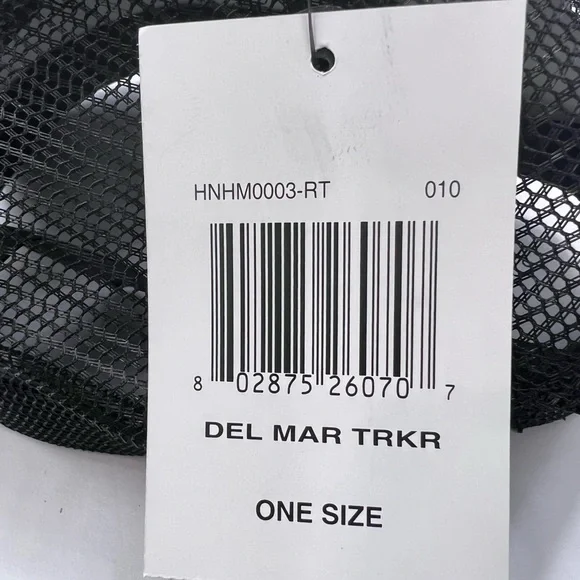 HNHM0003-RT 010
8 02875 26070 7
DEL MAR TRKR
ONE SIZE